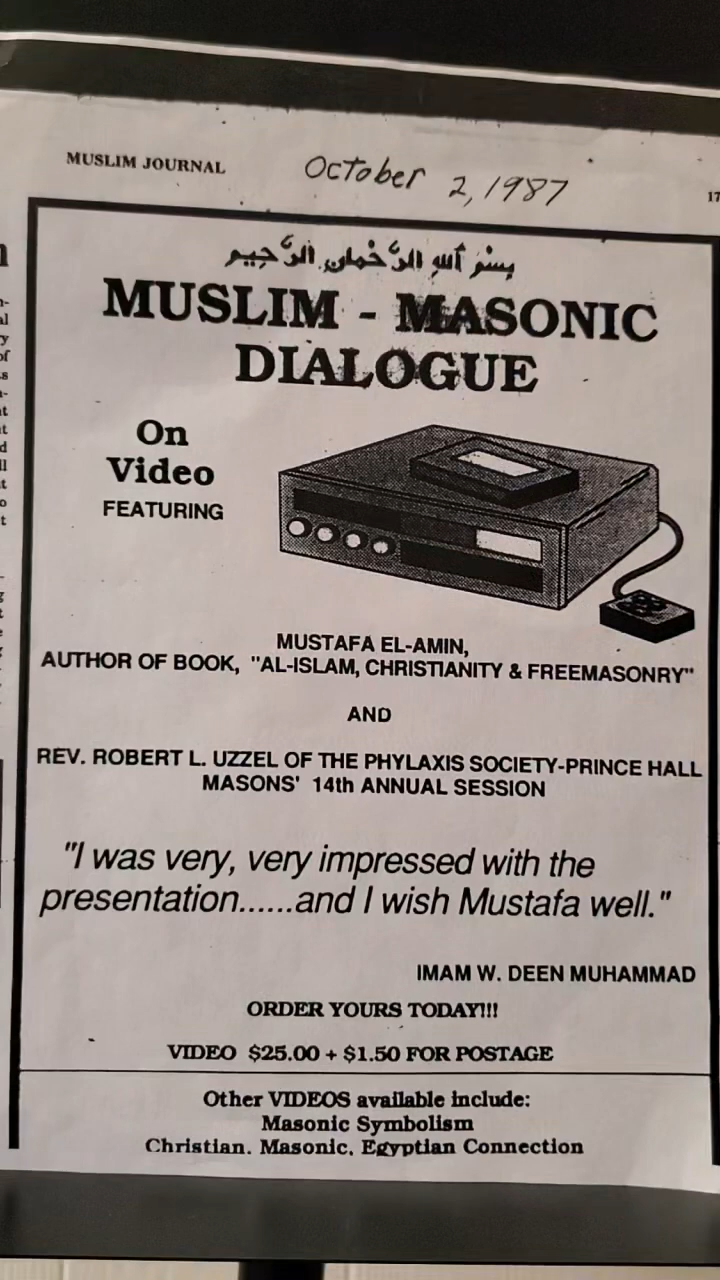 MUSLIM JOURNAL
October 2, 1987
17
بِسْمِ اللهِ الرَّحْمٰنِ الرَّحِيمِ
MUSLIM - MASONIC
DIALOGUE
On
Video
FEATURING
MUSTAFA EL-AMIN,
AUTHOR OF BOOK, "AL-ISLAM, CHRISTIANITY & FREEMASONRY"
AND
REV. ROBERT L. UZZEL OF THE PHYLAXIS SOCIETY-PRINCE HALL
MASONS' 14th ANNUAL SESSION
"I was very, very impressed with the
presentation......and I wish Mustafa well."
IMAM W. DEEN MUHAMMAD
ORDER YOURS TODAY!!!
VIDEO $25.00 + $1.50 FOR POSTAGE
Other VIDEOS available include:
Masonic Symbolism
Christian. Masonic. Egyptian Connection